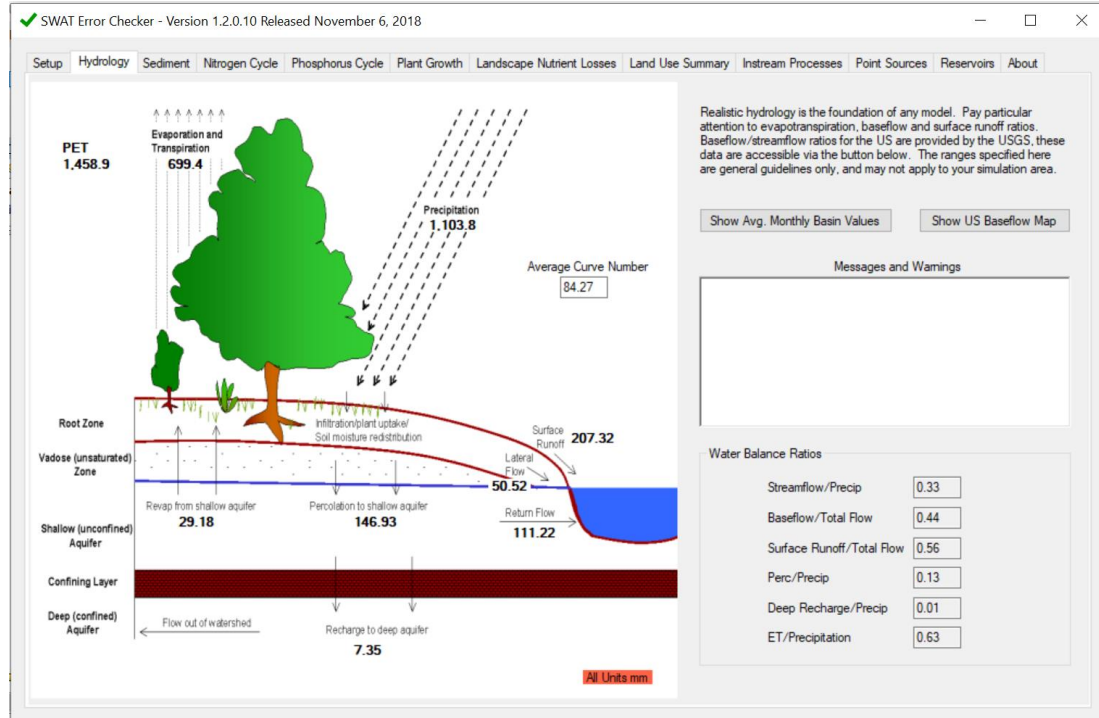 SWAT Error Checker - Version 1.2.0.10 Released November 6, 2018
Setup Hydrology Sediment Nitrogen Cycle Phosphorus Cycle Plant Growth Landscape Nutrient Losses Land Use Summary Instream Processes Point Sources Reservoirs About
PET
1,458.9
Evaporation and
Transpiration
699.4
Precipitation
1,103.8
Average Curve Number
84.27
Root Zone
Infiltration/plant uptake/
Soil moisture redistribution
Surface
Runoff
207.32
Vadose (unsaturated)
Zone
Lateral
Flow
50.52
Revap from shallow aquifer
29.18
Percolation to shallow aquifer
146.93
Return Flow
111.22
Shallow (unconfined)
Aquifer
Confining Layer
Deep (confined)
Aquifer
Flow out of watershed
Recharge to deep aquifer
7.35
All Units mm
Realistic hydrology is the foundation of any model. Pay particular
attention to evapotranspiration, baseflow and surface runoff ratios.
Baseflow/streamflow ratios for the US are provided by the USGS, these
data are accessible via the button below. The ranges specified here
are general guidelines only, and may not apply to your simulation area.
Show Avg. Monthly Basin Values
Show US Baseflow Map
Messages and Warnings
Water Balance Ratios
Streamflow/Precip 0.33
Baseflow/Total Flow 0.44
Surface Runoff/Total Flow 0.56
Perc/Precip 0.13
Deep Recharge/Precip 0.01
ET/Precipitation 0.63